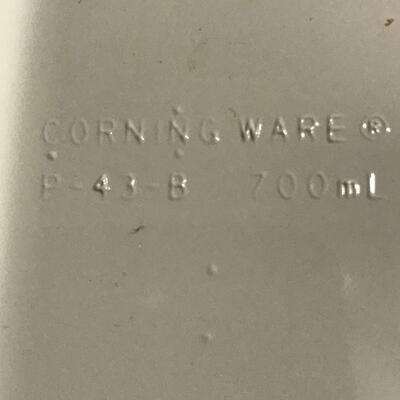 CORNING WARE ®
P-43-B 700mL